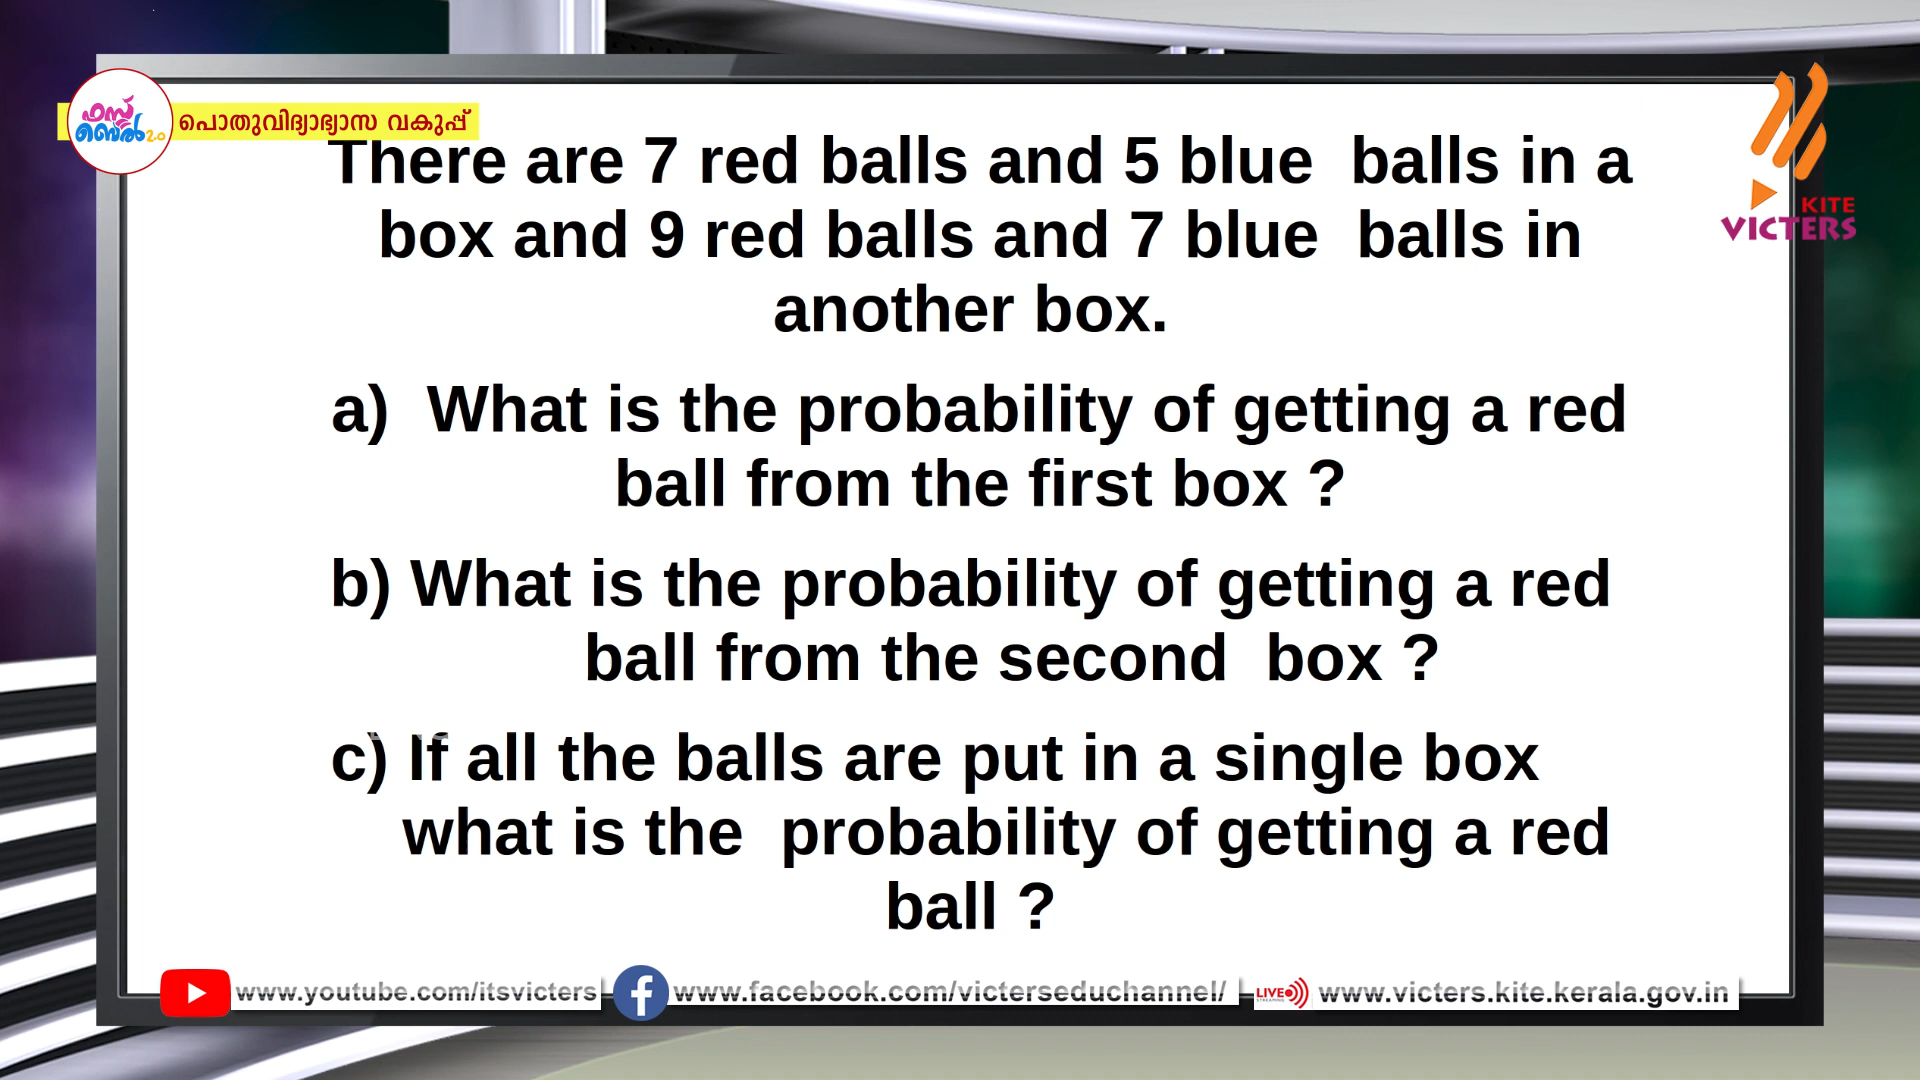 ഫസ്റ്റ്
ബെൽ 2.0
പൊതുവിദ്യാഭ്യാസ വകുപ്പ്
KITE
VICTERS
There are 7 red balls and 5 blue balls in a
box and 9 red balls and 7 blue balls in
another box.
a) What is the probability of getting a red
ball from the first box ?
b) What is the probability of getting a red
ball from the second box ?
c) If all the balls are put in a single box
what is the probability of getting a red
ball ?
www.youtube.com/itsvicters
www.facebook.com/victerseduchannel/
LIVE STREAMING www.victers.kite.kerala.gov.in